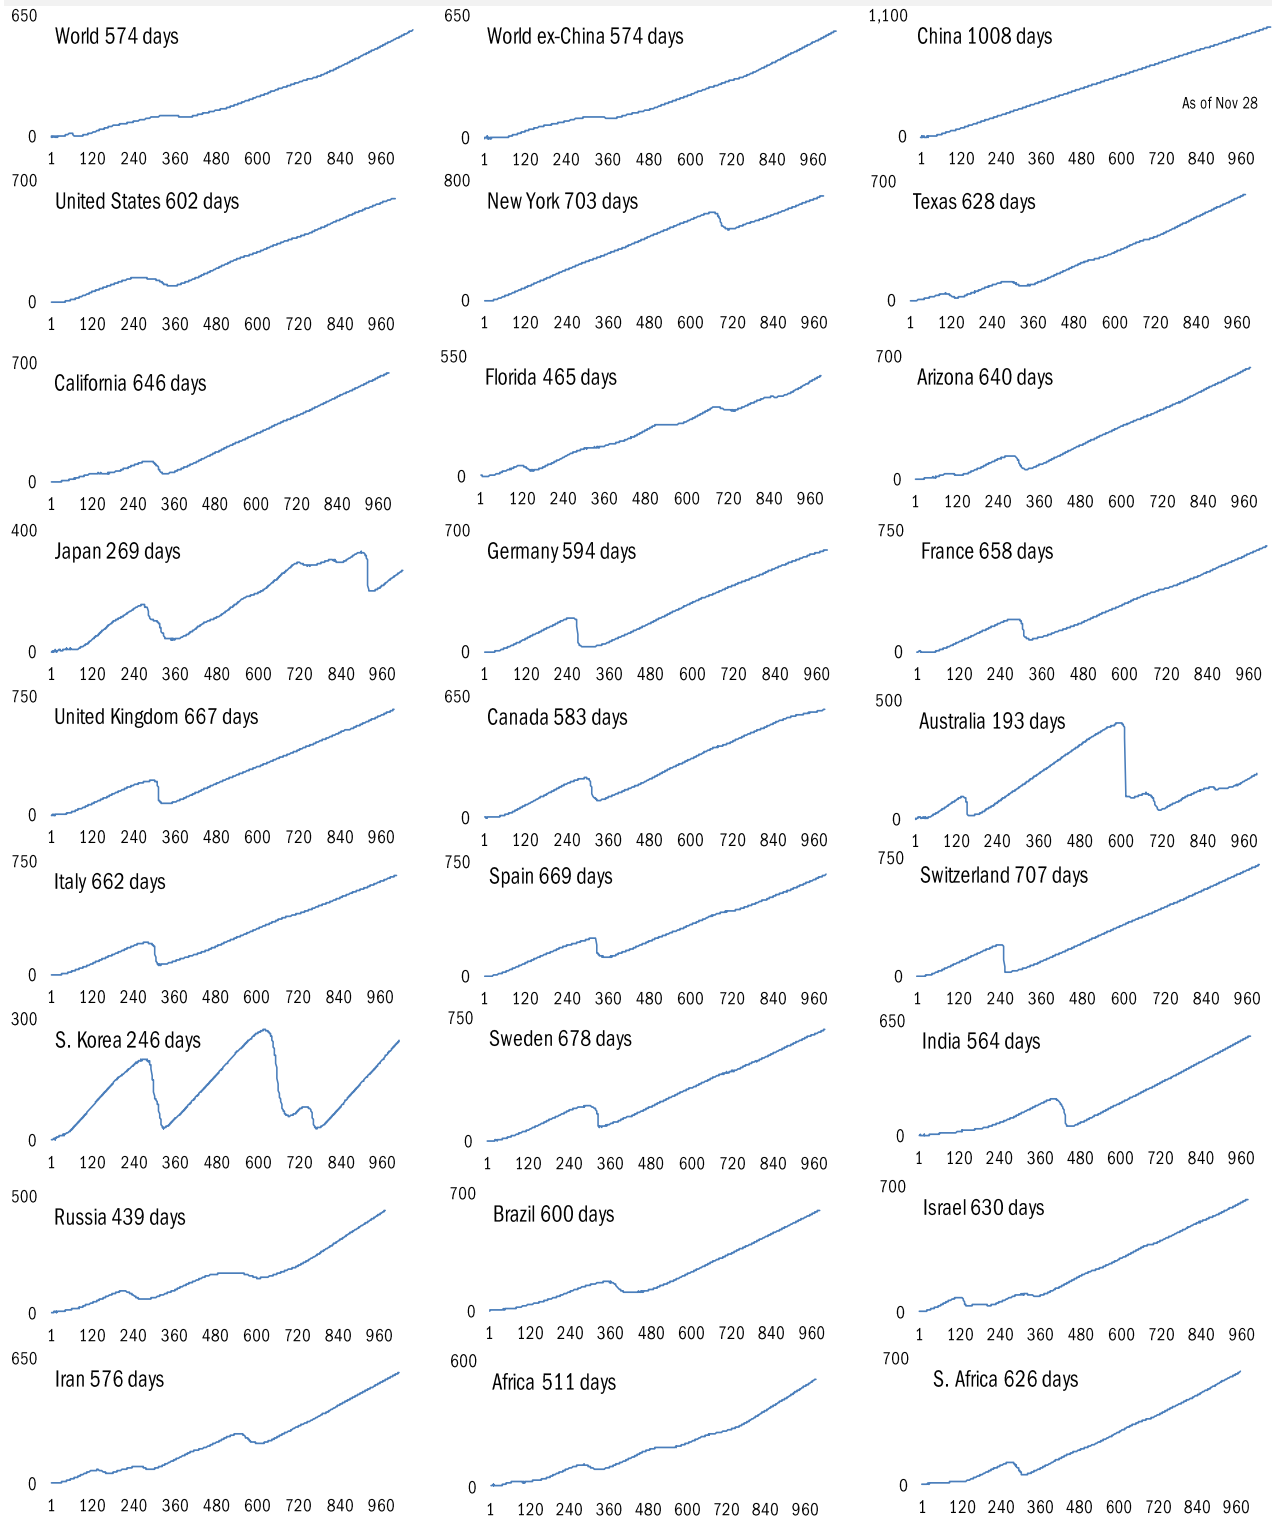 650 650 1,100
World 574 days World ex-China 574 days China 1008 days
As of Nov 28
0 0 0
1 120 240 360 480 600 720 840 960 1 120 240 360 480 600 720 840 960 1 120 240 360 480 600 720 840 960
700 800 700
United States 602 days New York 703 days Texas 628 days
0 0 0
1 120 240 360 480 600 720 840 960 1 120 240 360 480 600 720 840 960 1 120 240 360 480 600 720 840 960
700 550 700
California 646 days Florida 465 days Arizona 640 days
0 0 0
1 120 240 360 480 600 720 840 960 1 120 240 360 480 600 720 840 960 1 120 240 360 480 600 720 840 960
400 700 750
Japan 269 days Germany 594 days France 658 days
0 0 0
1 120 240 360 480 600 720 840 960 1 120 240 360 480 600 720 840 960 1 120 240 360 480 600 720 840 960
750 650 500
United Kingdom 667 days Canada 583 days Australia 193 days
0 0 0
1 120 240 360 480 600 720 840 960 1 120 240 360 480 600 720 840 960 1 120 240 360 480 600 720 840 960
750 750 750
Italy 662 days Spain 669 days Switzerland 707 days
0 0 0
1 120 240 360 480 600 720 840 960 1 120 240 360 480 600 720 840 960 1 120 240 360 480 600 720 840 960
300 750 650
S. Korea 246 days Sweden 678 days India 564 days
0 0 0
1 120 240 360 480 600 720 840 960 1 120 240 360 480 600 720 840 960 1 120 240 360 480 600 720 840 960
500 700 700
Russia 439 days Brazil 600 days Israel 630 days
0 0 0
1 120 240 360 480 600 720 840 960 1 120 240 360 480 600 720 840 960 1 120 240 360 480 600 720 840 960
650 600 700
Iran 576 days Africa 511 days S. Africa 626 days
0 0 0
1 120 240 360 480 600 720 840 960 1 120 240 360 480 600 720 840 960 1 120 240 360 480 600 720 840 960